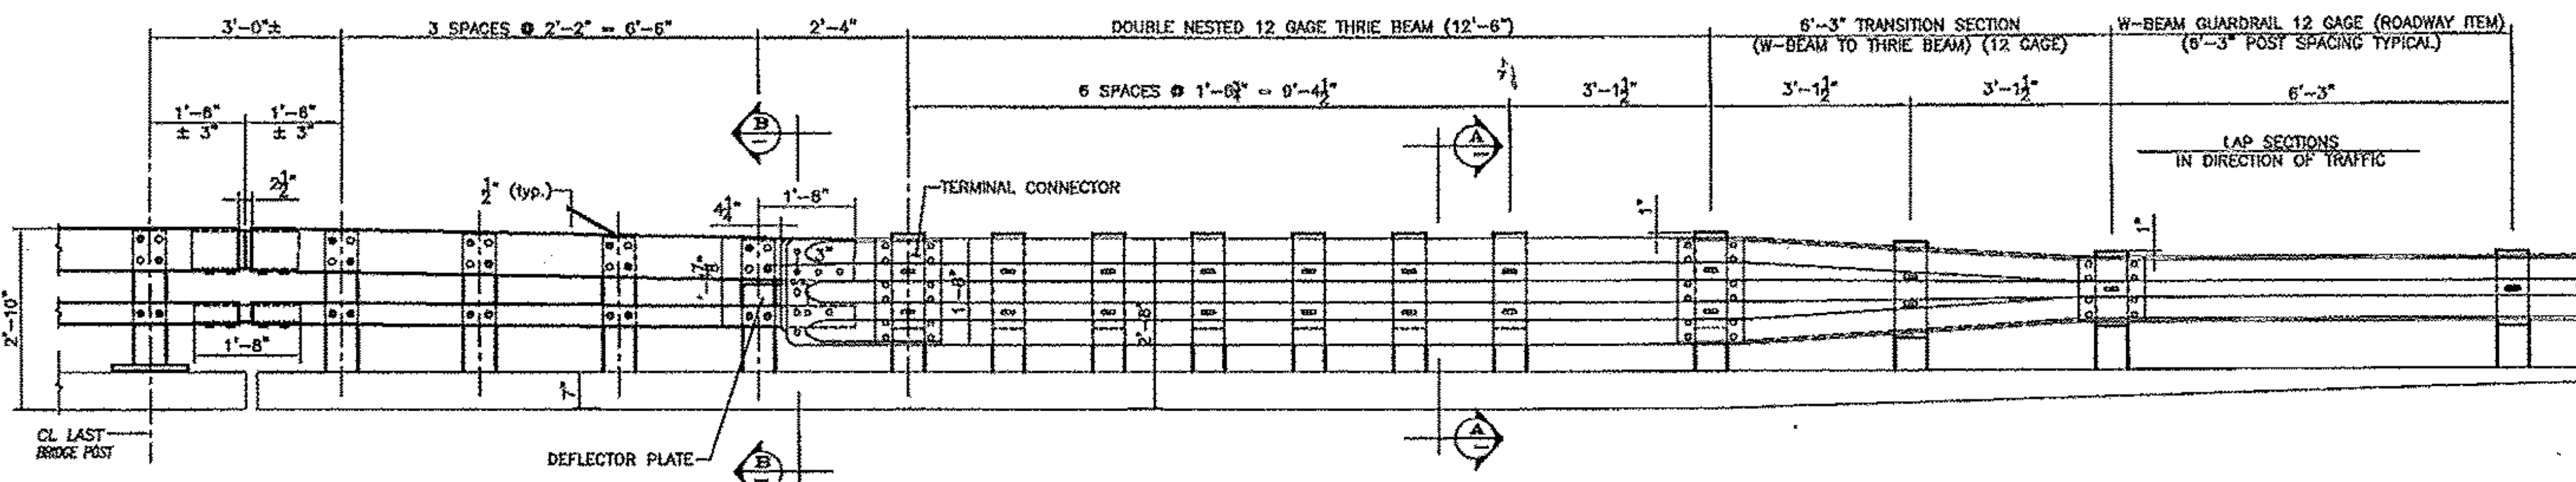 3'-0"±
3 SPACES @ 2'-2" = 6'-6"
2'-4"
DOUBLE NESTED 12 GAGE THRIE BEAM (12'-6")
6'-3" TRANSITION SECTION
(W-BEAM TO THRIE BEAM) (12 GAGE)
W-BEAM GUARDRAIL 12 GAGE (ROADWAY ITEM)
(6'-3" POST SPACING TYPICAL)
1'-6"
± 3"
1'-6"
± 3"
B
6 SPACES @ 1'-6¾" = 9'-4½"
3'-1½"
3'-1½"
3'-1½"
6'-3"
A
LAP SECTIONS
IN DIRECTION OF TRAFFIC
2½"
½" (typ.)
4¼"
1'-8"
TERMINAL CONNECTOR
1"
1"
3"
1'-8"
2'-8"
2'-10"
1'-8"
7"
CL LAST
BRIDGE POST
DEFLECTOR PLATE
B
A